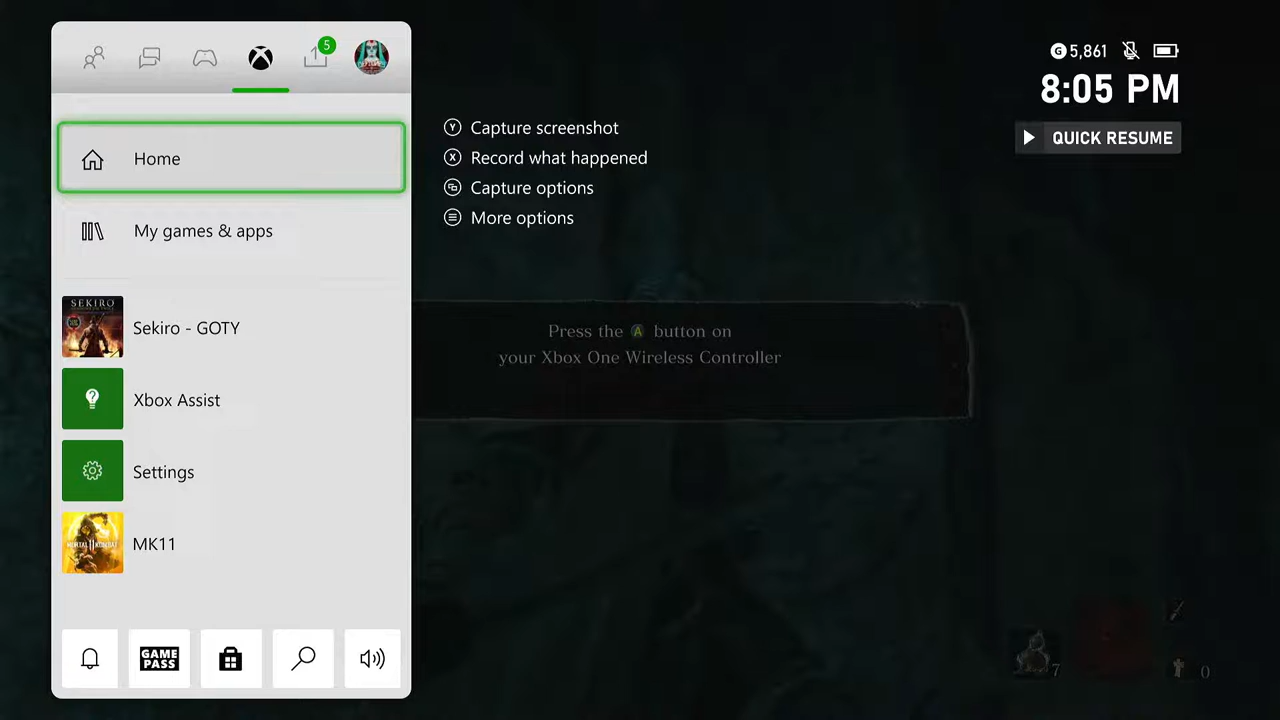 5
Home
My games & apps
SEKIRO
Sekiro - GOTY
Xbox Assist
Settings
MORTAL KOMBAT
MK11
GAME PASS
Y Capture screenshot
X Record what happened
Capture options
More options
G 5,861
8:05 PM
QUICK RESUME
Press the A button on
your Xbox One Wireless Controller
7
0